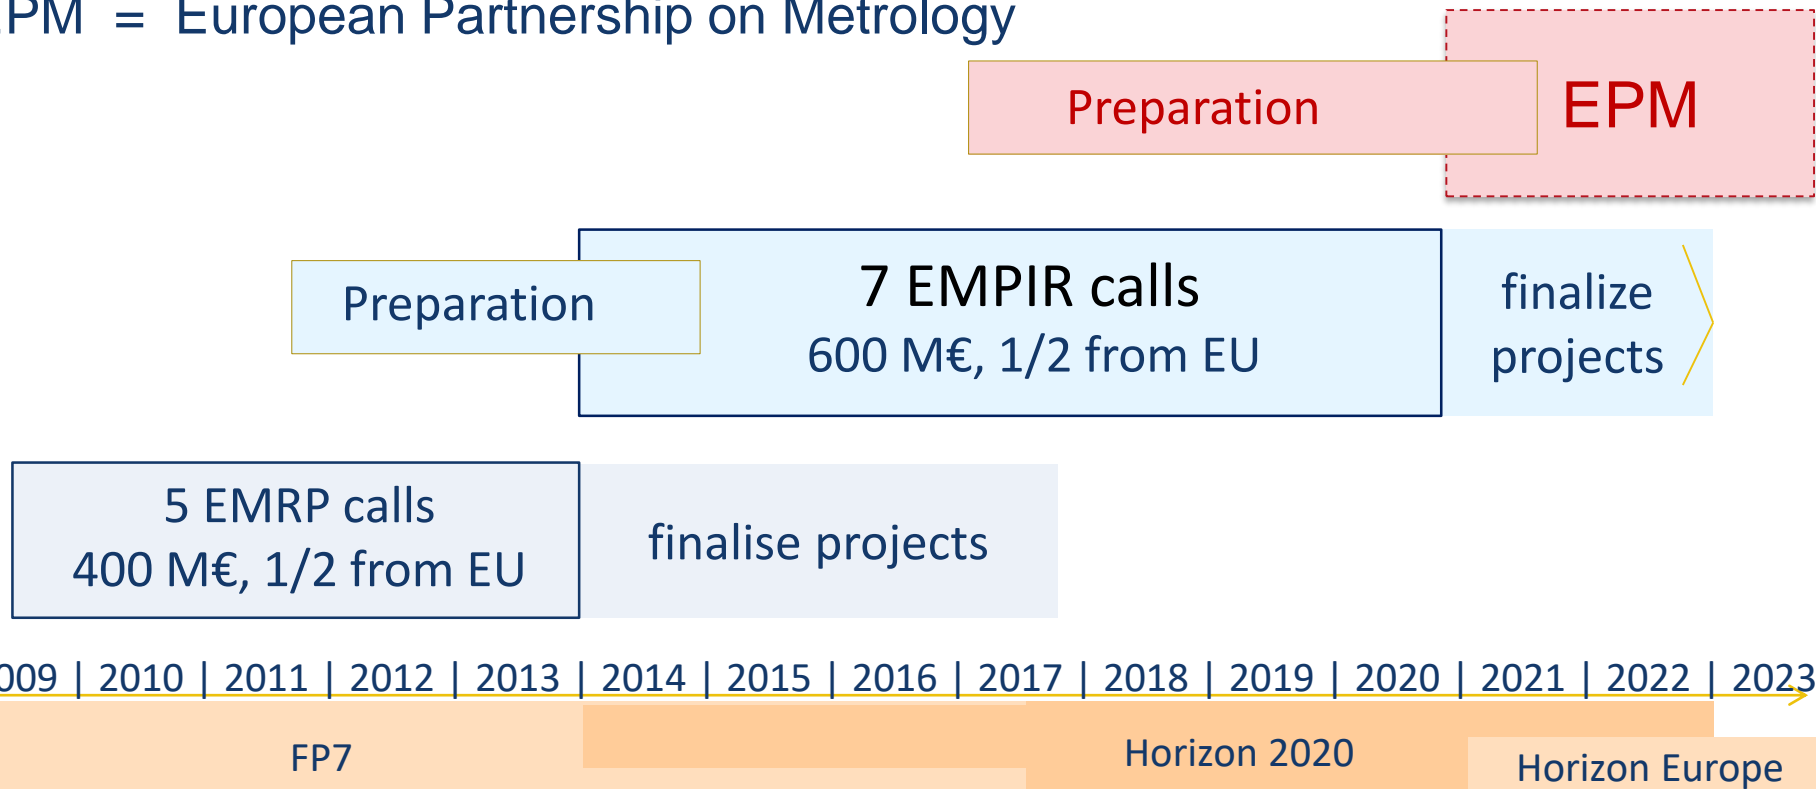 PM = European Partnership on Metrology
Preparation
EPM
Preparation
7 EMPIR calls
600 M€, 1/2 from EU
finalize
projects
5 EMRP calls
400 M€, 1/2 from EU
finalise projects
009 | 2010 | 2011 | 2012 | 2013 | 2014 | 2015 | 2016 | 2017 | 2018 | 2019 | 2020 | 2021 | 2022 | 2023
FP7
Horizon 2020
Horizon Europe